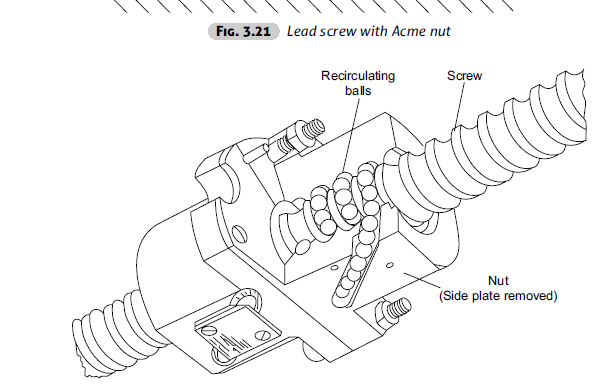 FIG. 3.21 Lead screw with Acme nut
Recirculating
balls
Screw
Nut
(Side plate removed)